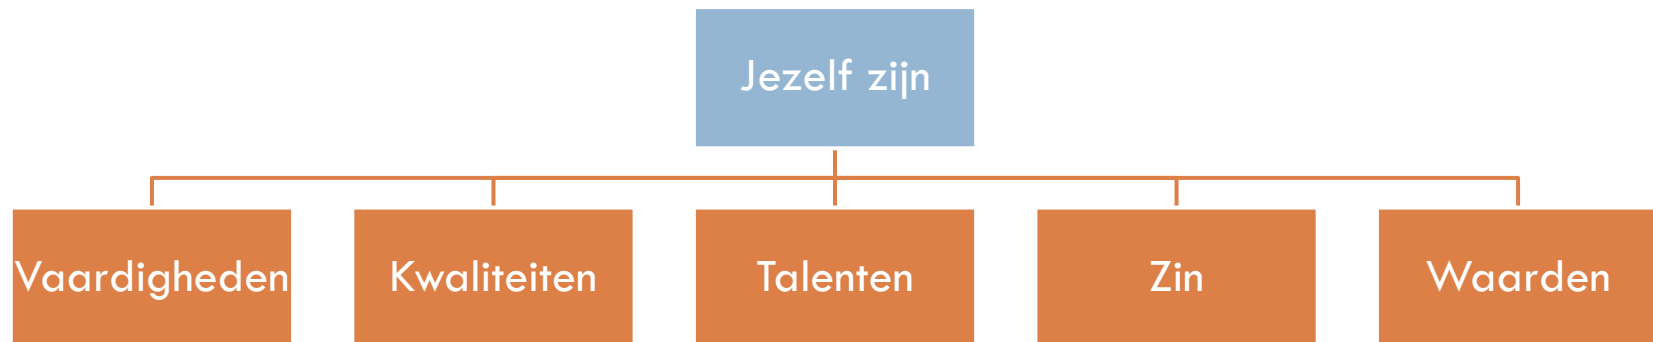 Jezelf zijn
Vaardigheden
Kwaliteiten
Talenten
Zin
Waarden